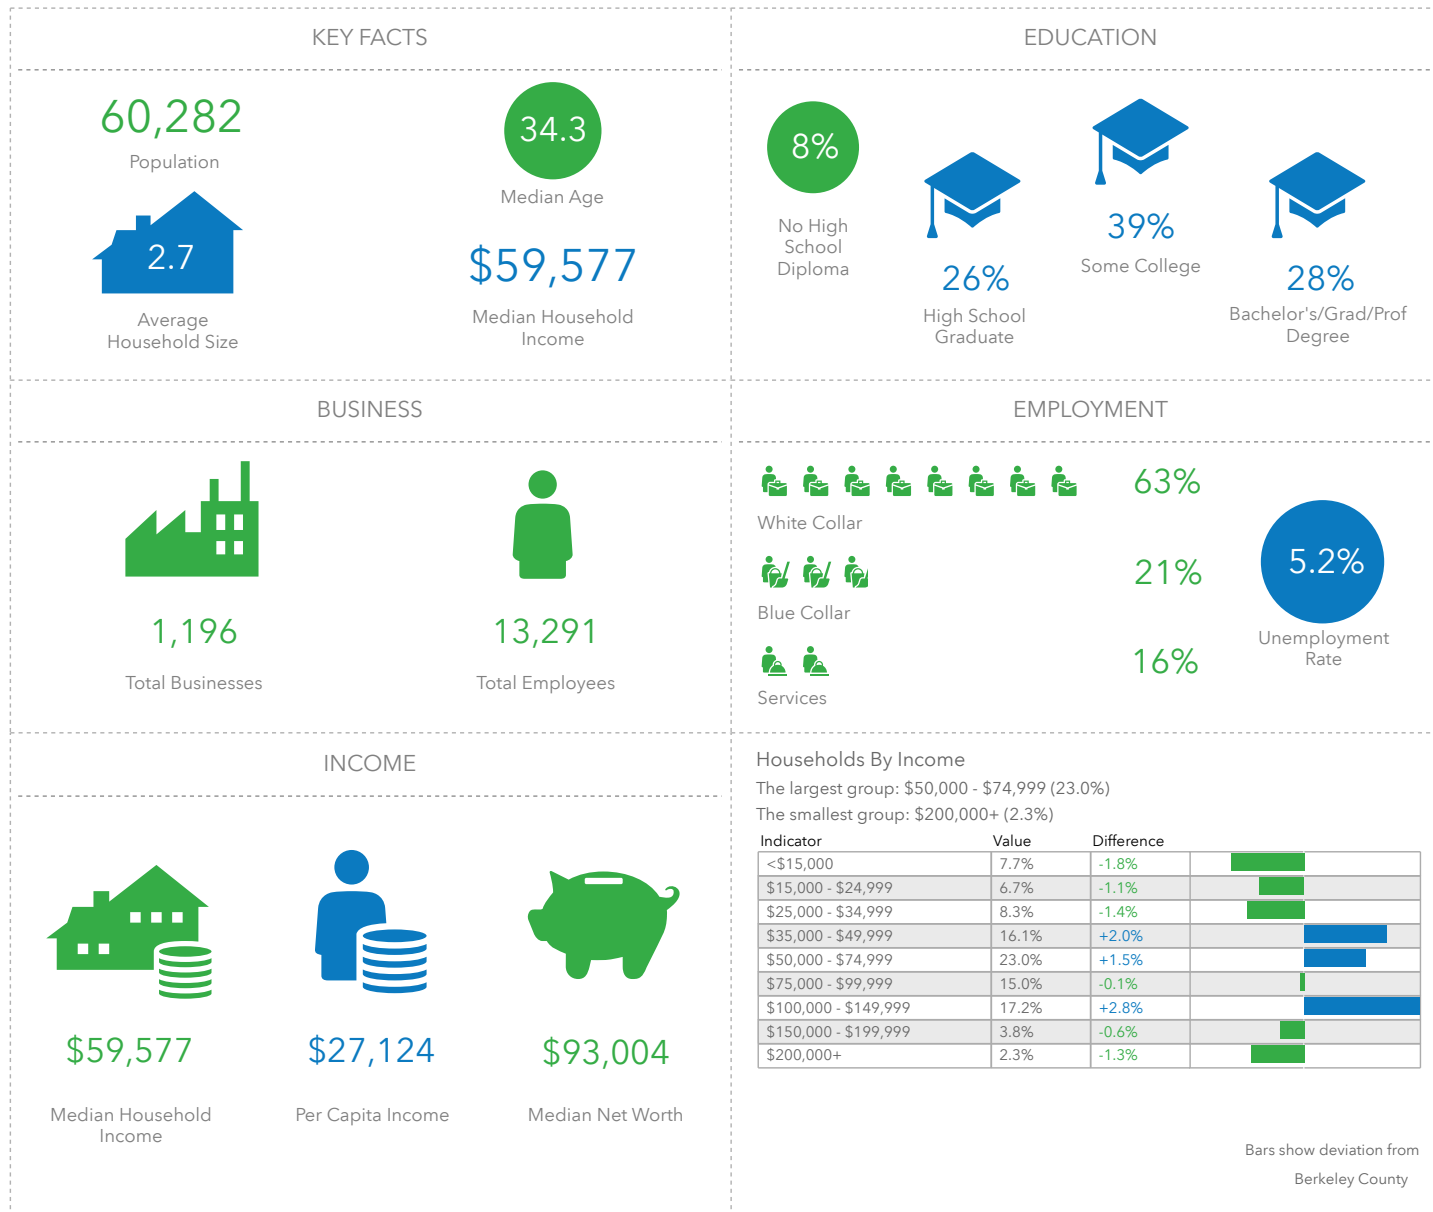 KEY FACTS
60,282
Population
34.3
Median Age
2.7
Average
Household Size
$59,577
Median Household
Income
EDUCATION
8%
No High
School
Diploma
26%
High School
Graduate
39%
Some College
28%
Bachelor's/Grad/Prof
Degree
BUSINESS
1,196
Total Businesses
13,291
Total Employees
EMPLOYMENT
63%
White Collar
21%
Blue Collar
16%
Services
5.2%
Unemployment
Rate
INCOME
$59,577
Median Household
Income
$27,124
Per Capita Income
$93,004
Median Net Worth
Households By Income
The largest group: $50,000 - $74,999 (23.0%)
The smallest group: $200,000+ (2.3%)
Indicator Value Difference
<$15,000 7.7% -1.8%
$15,000 - $24,999 6.7% -1.1%
$25,000 - $34,999 8.3% -1.4%
$35,000 - $49,999 16.1% +2.0%
$50,000 - $74,999 23.0% +1.5%
$75,000 - $99,999 15.0% -0.1%
$100,000 - $149,999 17.2% +2.8%
$150,000 - $199,999 3.8% -0.6%
$200,000+ 2.3% -1.3%
Bars show deviation from
Berkeley County